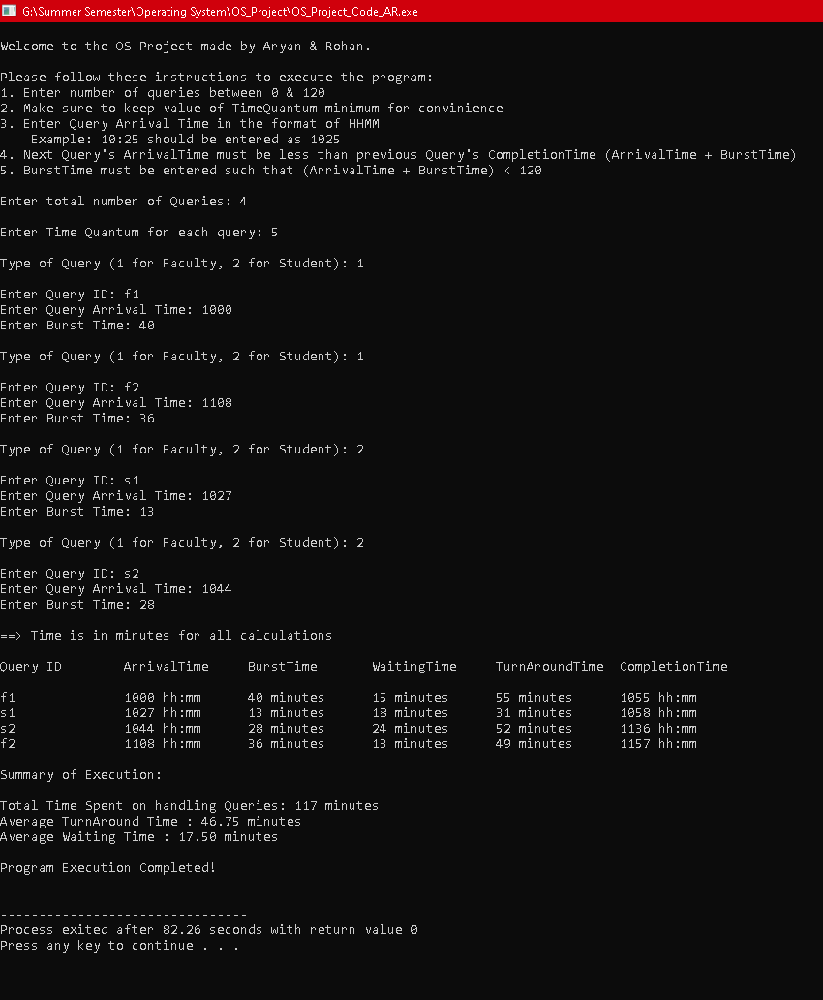 G:\Summer Semester\Operating System\OS_Project\OS_Project_Code_AR.exe
Welcome to the OS Project made by Aryan & Rohan.
Please follow these instructions to execute the program:
1. Enter number of queries between 0 & 120
2. Make sure to keep value of TimeQuantum minimum for convinience
3. Enter Query Arrival Time in the format of HHMM
    Example: 10:25 should be entered as 1025
4. Next Query's ArrivalTime must be less than previous Query's CompletionTime (ArrivalTime + BurstTime)
5. BurstTime must be entered such that (ArrivalTime + BurstTime) < 120
Enter total number of Queries: 4
Enter Time Quantum for each query: 5
Type of Query (1 for Faculty, 2 for Student): 1
Enter Query ID: f1
Enter Query Arrival Time: 1000
Enter Burst Time: 40
Type of Query (1 for Faculty, 2 for Student): 1
Enter Query ID: f2
Enter Query Arrival Time: 1108
Enter Burst Time: 36
Type of Query (1 for Faculty, 2 for Student): 2
Enter Query ID: s1
Enter Query Arrival Time: 1027
Enter Burst Time: 13
Type of Query (1 for Faculty, 2 for Student): 2
Enter Query ID: s2
Enter Query Arrival Time: 1044
Enter Burst Time: 28
==> Time is in minutes for all calculations
Query ID        ArrivalTime     BurstTime       WaitingTime     TurnAroundTime  CompletionTime
f1              1000 hh:mm      40 minutes      15 minutes      55 minutes      1055 hh:mm
s1              1027 hh:mm      13 minutes      18 minutes      31 minutes      1058 hh:mm
s2              1044 hh:mm      28 minutes      24 minutes      52 minutes      1136 hh:mm
f2              1108 hh:mm      36 minutes      13 minutes      49 minutes      1157 hh:mm
Summary of Execution:
Total Time Spent on handling Queries: 117 minutes
Average TurnAround Time : 46.75 minutes
Average Waiting Time : 17.50 minutes
Program Execution Completed!
--------------------------------
Process exited after 82.26 seconds with return value 0
Press any key to continue . . .